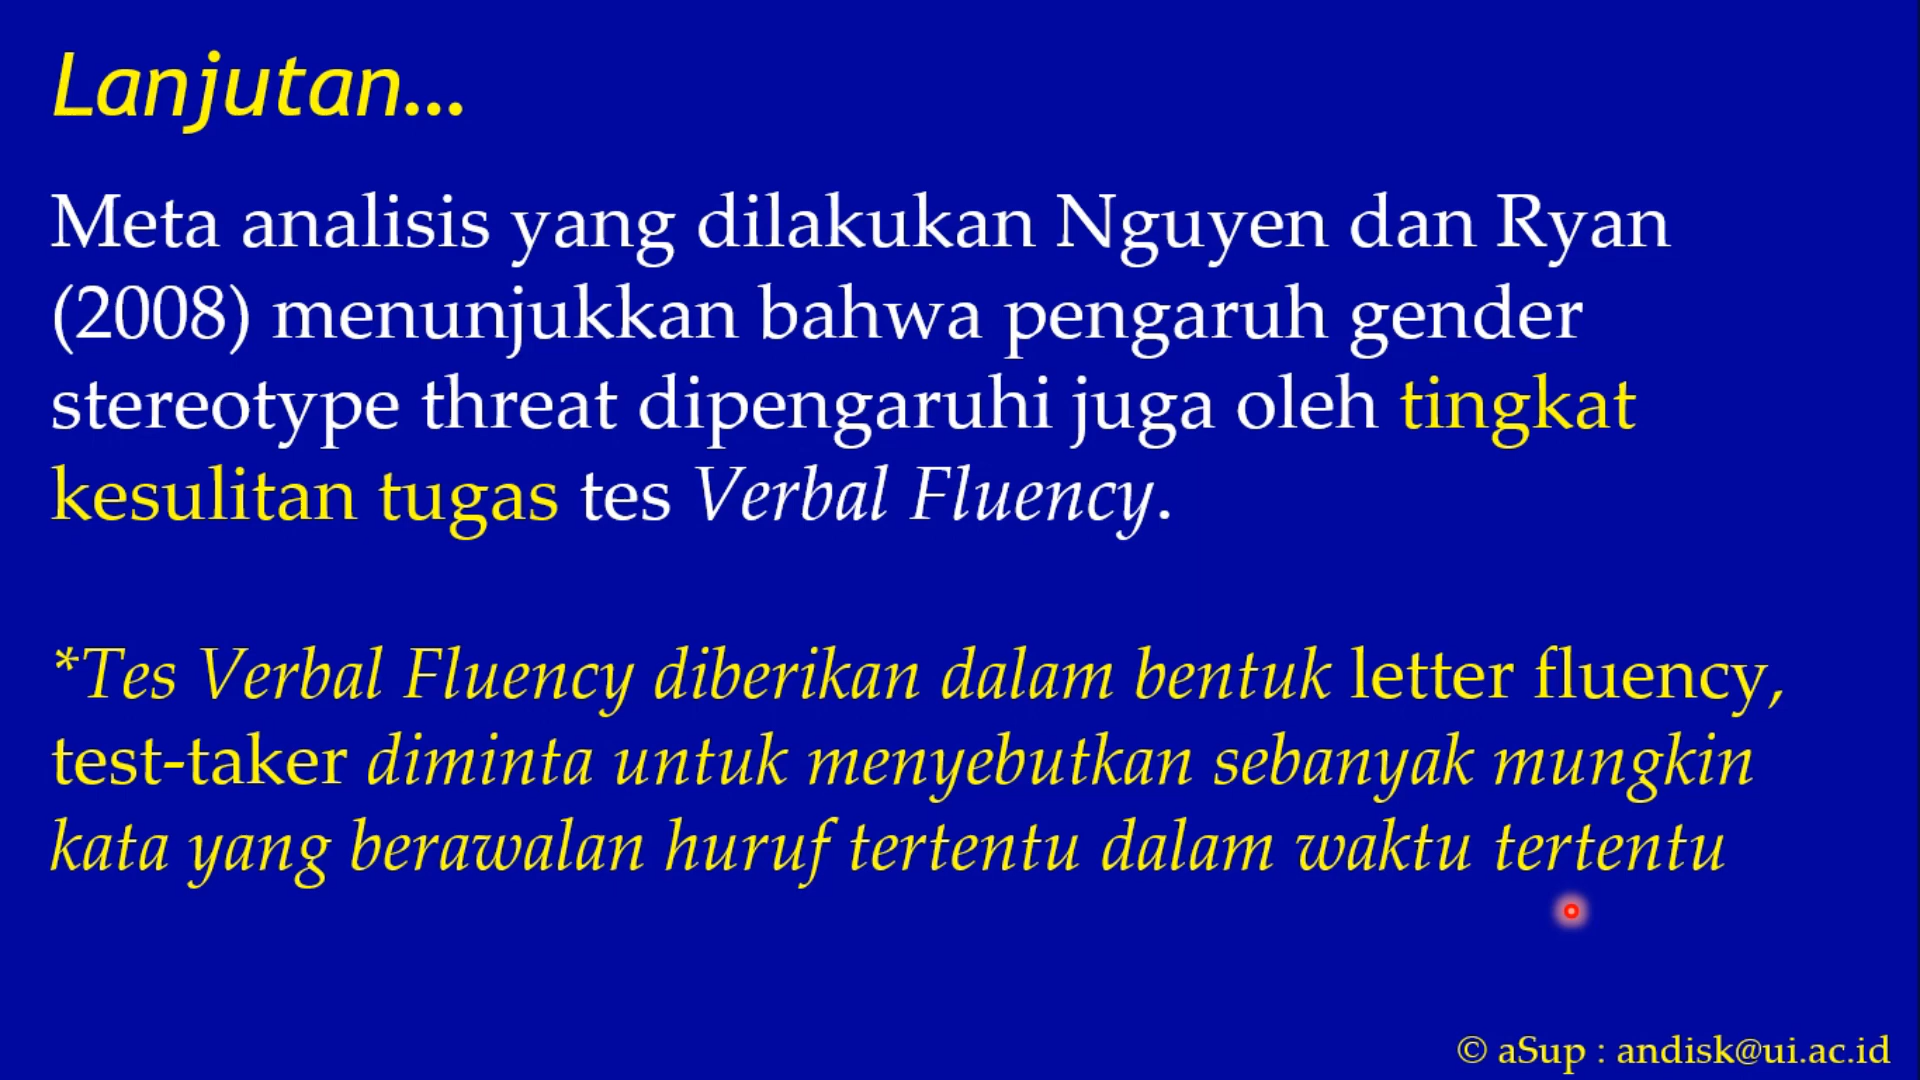 Lanjutan...
Meta analisis yang dilakukan Nguyen dan Ryan
(2008) menunjukkan bahwa pengaruh gender
stereotype threat dipengaruhi juga oleh tingkat
kesulitan tugas tes Verbal Fluency.
*Tes Verbal Fluency diberikan dalam bentuk letter fluency,
test-taker diminta untuk menyebutkan sebanyak mungkin
kata yang berawalan huruf tertentu dalam waktu tertentu
© aSup : andisk@ui.ac.id